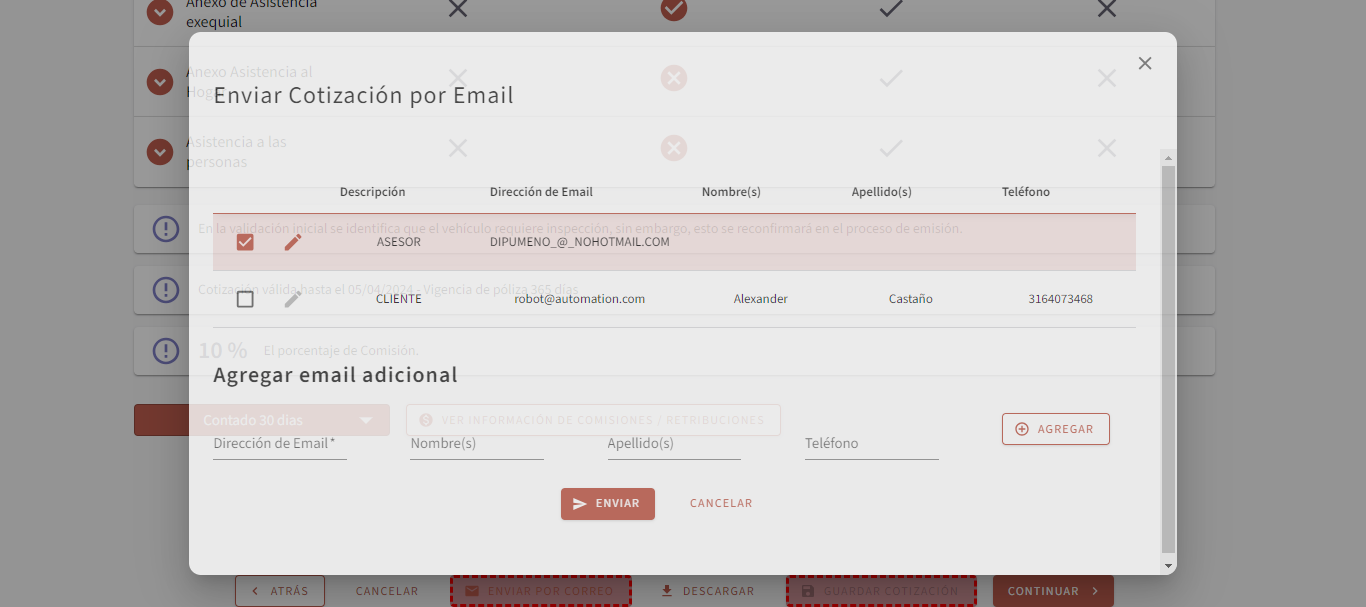 Anexo de Asistencia
exequial
Anexo Asistencia al
Hogar
Enviar Cotización por Email
Asistencia a las
personas
Descripción Dirección de Email Nombre(s) Apellido(s) Teléfono
En la validación inicial se identifica que el vehículo requiere inspección, sin embargo, esto se reconfirmará en el proceso de emisión.
ASESOR DIPUMENO_@_NOHOTMAIL.COM
Cotización válida hasta el 05/04/2024 - Vigencia de póliza 365 días
CLIENTE robot@automation.com Alexander Castaño 3164073468
10 % El porcentaje de Comisión.
Agregar email adicional
Contado 30 días VER INFORMACIÓN DE COMISIONES / RETRIBUCIONES
Dirección de Email* Nombre(s) Apellido(s) Teléfono AGREGAR
ENVIAR CANCELAR
ATRÁS CANCELAR ENVIAR POR CORREO DESCARGAR GUARDAR COTIZACIÓN CONTINUAR